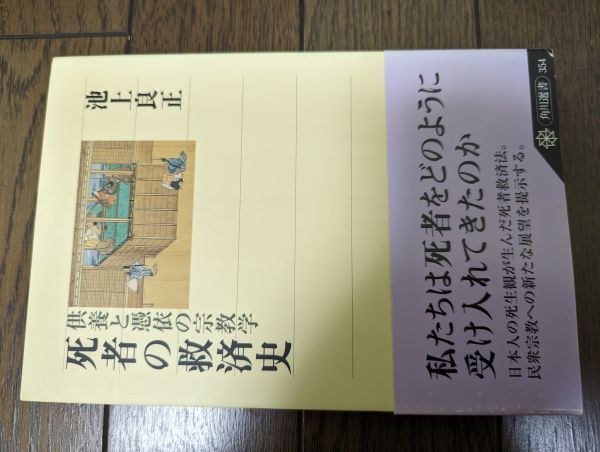 死者の救済史
供養と憑依の宗教学
池上良正
私たちは死者をどのように
受け入れてきたのか
日本人の死生観が生んだ死者救済法。
民衆宗教への新たな展望を提示する。
角川選書 354